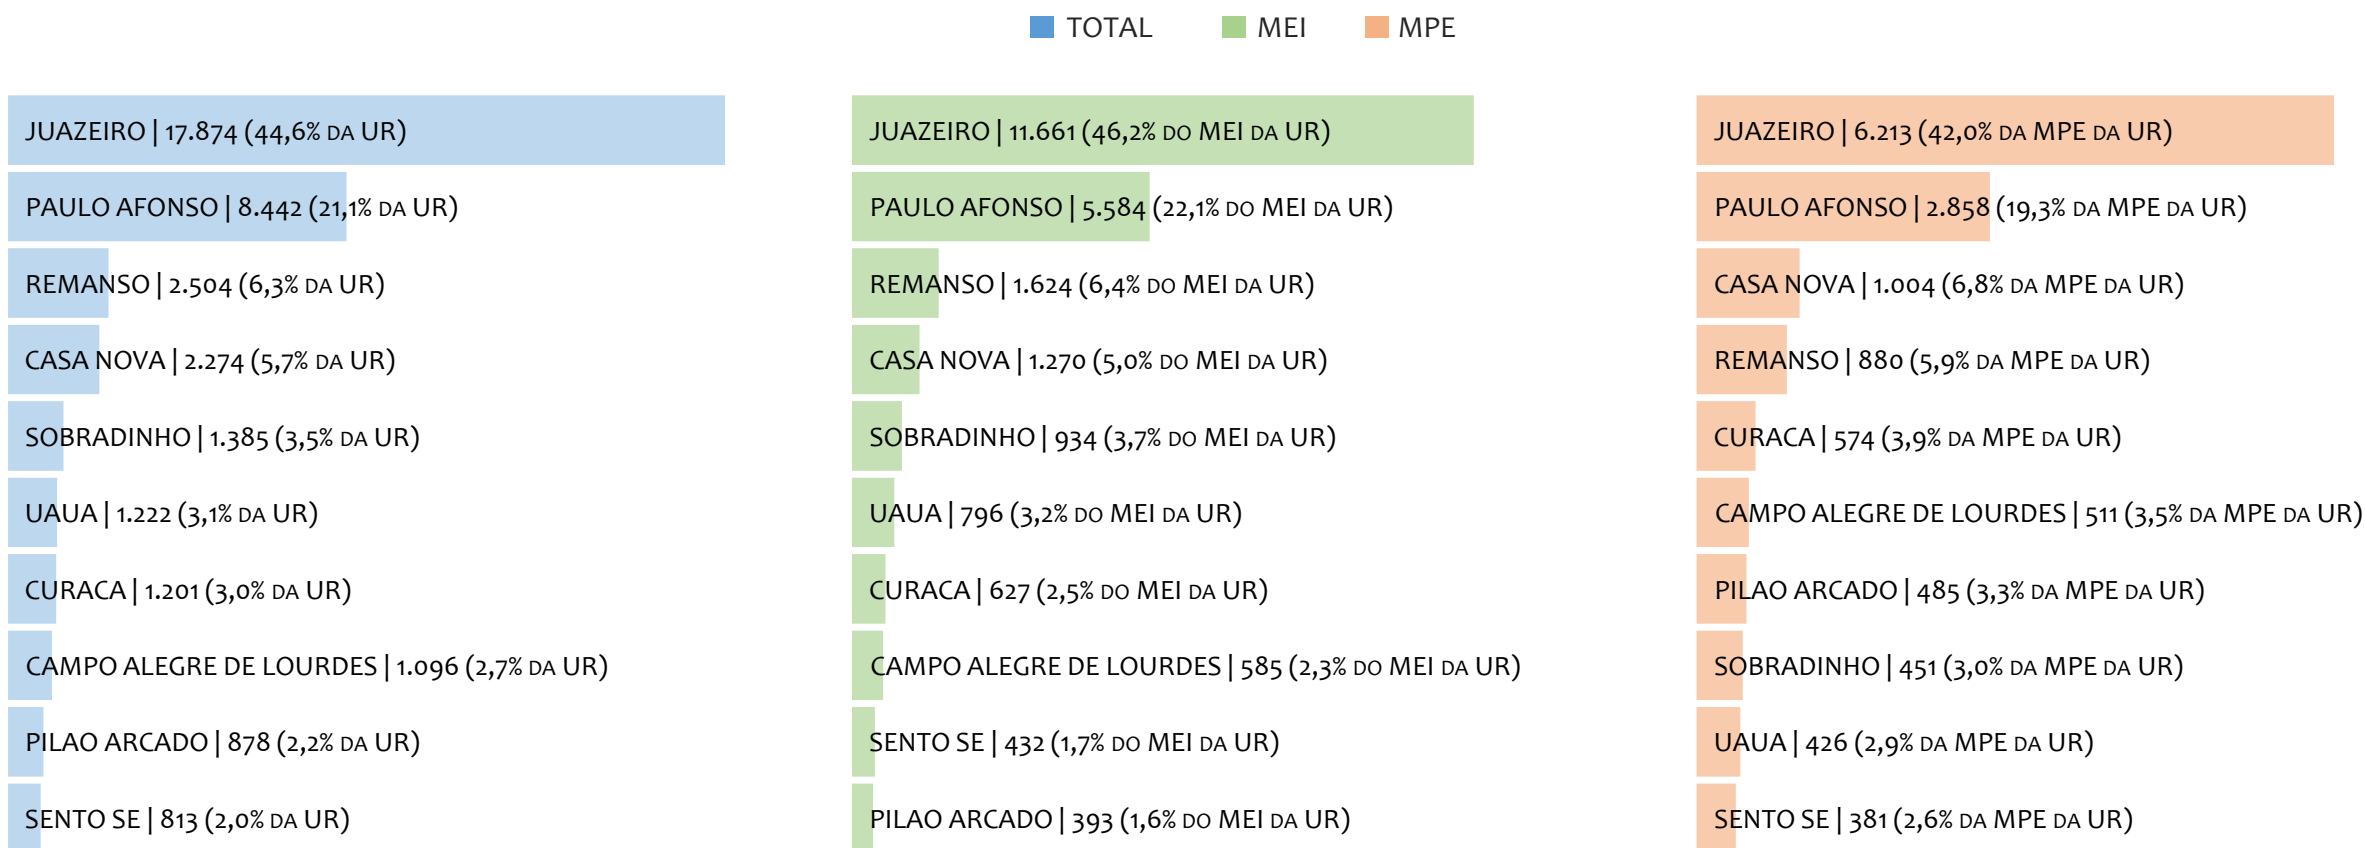 TOTAL MEI MPE
JUAZEIRO | 17.874 (44,6% DA UR)
PAULO AFONSO | 8.442 (21,1% DA UR)
REMANSO | 2.504 (6,3% DA UR)
CASA NOVA | 2.274 (5,7% DA UR)
SOBRADINHO | 1.385 (3,5% DA UR)
UAUA | 1.222 (3,1% DA UR)
CURACA | 1.201 (3,0% DA UR)
CAMPO ALEGRE DE LOURDES | 1.096 (2,7% DA UR)
PILAO ARCADO | 878 (2,2% DA UR)
SENTO SE | 813 (2,0% DA UR)
JUAZEIRO | 11.661 (46,2% DO MEI DA UR)
PAULO AFONSO | 5.584 (22,1% DO MEI DA UR)
REMANSO | 1.624 (6,4% DO MEI DA UR)
CASA NOVA | 1.270 (5,0% DO MEI DA UR)
SOBRADINHO | 934 (3,7% DO MEI DA UR)
UAUA | 796 (3,2% DO MEI DA UR)
CURACA | 627 (2,5% DO MEI DA UR)
CAMPO ALEGRE DE LOURDES | 585 (2,3% DO MEI DA UR)
SENTO SE | 432 (1,7% DO MEI DA UR)
PILAO ARCADO | 393 (1,6% DO MEI DA UR)
JUAZEIRO | 6.213 (42,0% DA MPE DA UR)
PAULO AFONSO | 2.858 (19,3% DA MPE DA UR)
CASA NOVA | 1.004 (6,8% DA MPE DA UR)
REMANSO | 880 (5,9% DA MPE DA UR)
CURACA | 574 (3,9% DA MPE DA UR)
CAMPO ALEGRE DE LOURDES | 511 (3,5% DA MPE DA UR)
PILAO ARCADO | 485 (3,3% DA MPE DA UR)
SOBRADINHO | 451 (3,0% DA MPE DA UR)
UAUA | 426 (2,9% DA MPE DA UR)
SENTO SE | 381 (2,6% DA MPE DA UR)